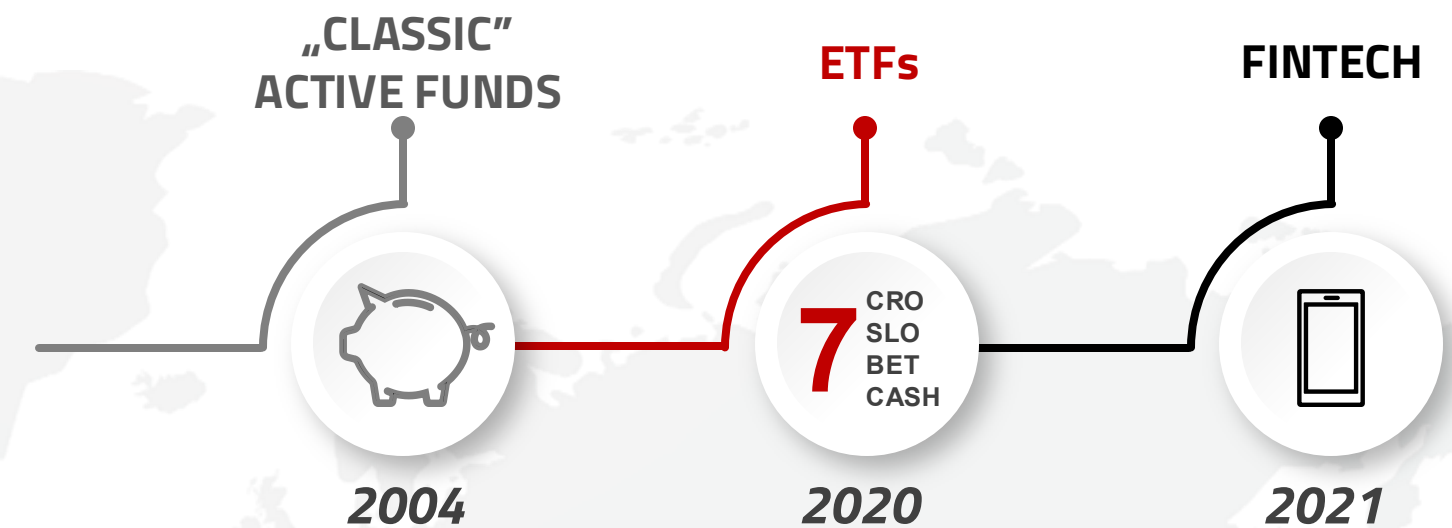 „CLASSIC”
ACTIVE FUNDS
ETFs
FINTECH
7
CRO
SLO
BET
CASH
2004
2020
2021